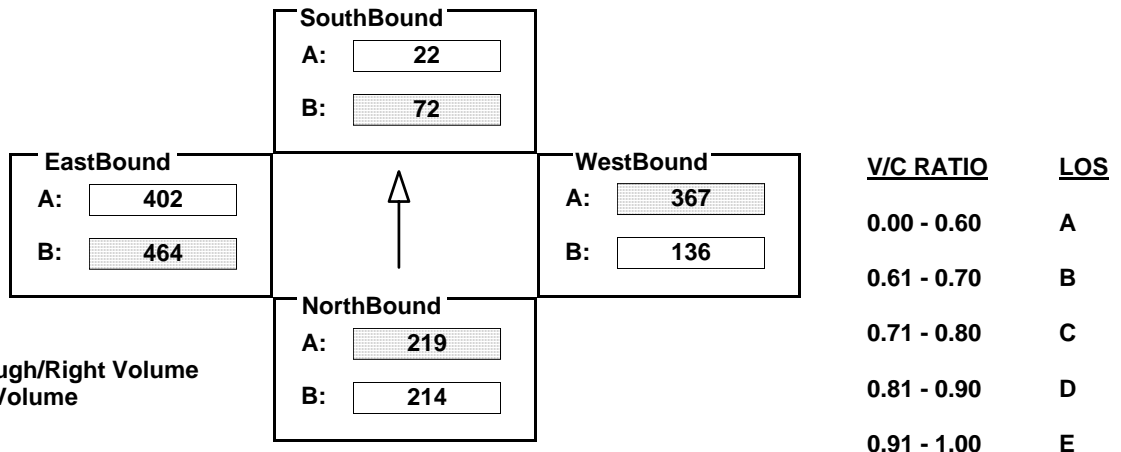 SouthBound
A: 22
B: 72
EastBound
A: 402
B: 464
WestBound
A: 367
B: 136
NorthBound
A: 219
B: 214
Right Volume
V/C RATIO LOS
0.00 - 0.60 A
0.61 - 0.70 B
0.71 - 0.80 C
0.81 - 0.90 D
0.91 - 1.00 E